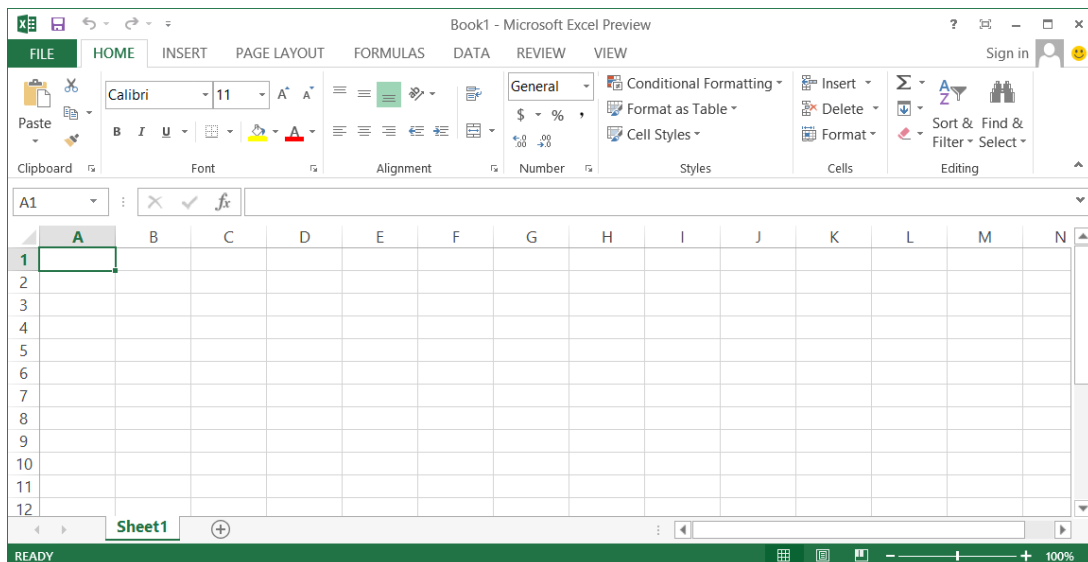 Book1 - Microsoft Excel Preview ?
FILE HOME INSERT PAGE LAYOUT FORMULAS DATA REVIEW VIEW Sign in
Calibri 11 General Conditional Formatting Insert Σ
Paste Format as Table Delete
B I U A $ % , Cell Styles Format
Sort & Filter
Find & Select
Clipboard Font Alignment Number Styles Cells Editing
A1 fx
A B C D E F G H I J K L M N
1
2
3
4
5
6
7
8
9
10
11
12
Sheet1
READY 100%